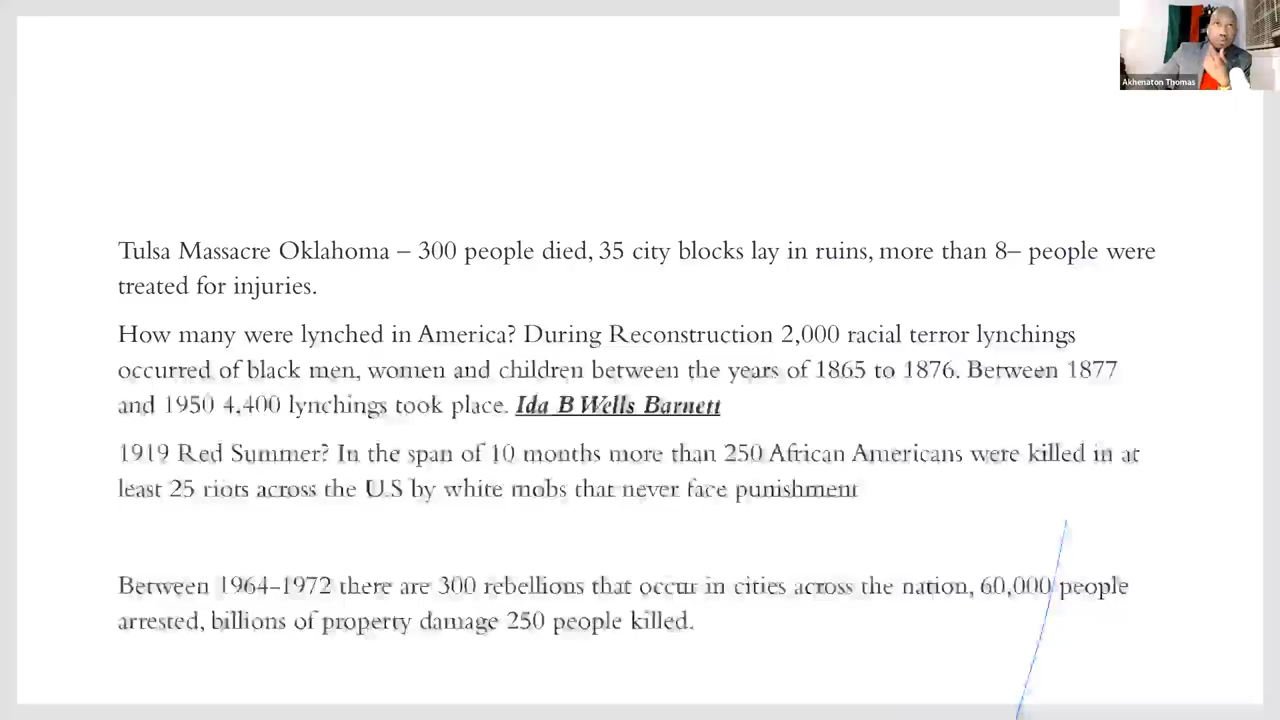 Akhenaton Thomas
Tulsa Massacre Oklahoma – 300 people died, 35 city blocks lay in ruins, more than 8– people were
treated for injuries.
How many were lynched in America? During Reconstruction 2,000 racial terror lynchings
occurred of black men, women and children between the years of 1865 to 1876. Between 1877
and 1950 4,400 lynchings took place. Ida B Wells Barnett
1919 Red Summer? In the span of 10 months more than 250 African Americans were killed in at
least 25 riots across the U.S by white mobs that never face punishment
Between 1964–1972 there are 300 rebellions that occur in cities across the nation, 60,000 people
arrested, billions of property damage 250 people killed.